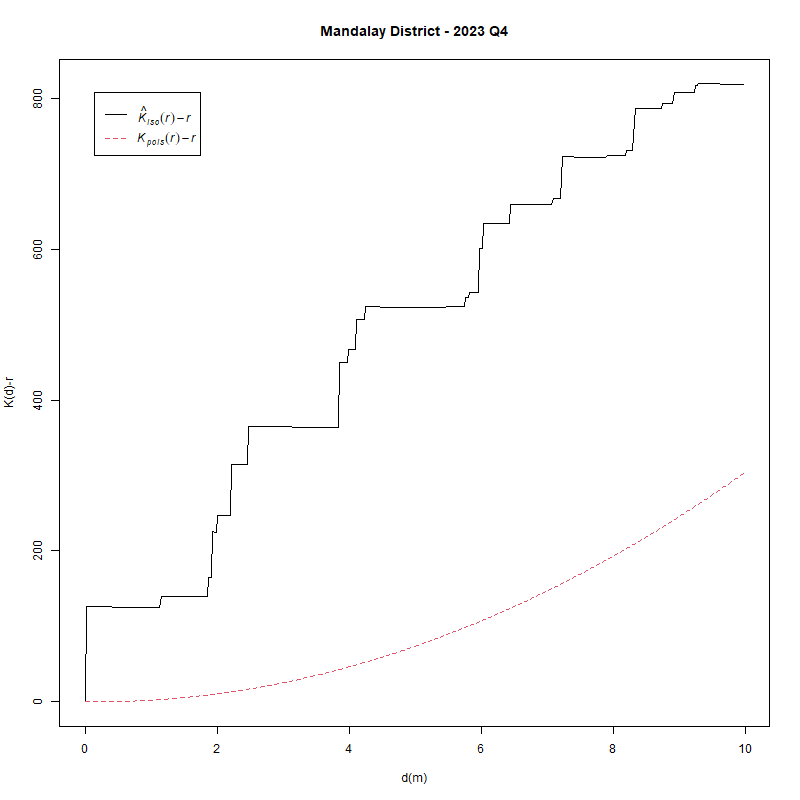 Mandalay District - 2023 Q4
K̂iso(r)−r
Kpois(r)−r
K(d)-r
0
200
400
600
800
0 2 4 6 8 10
d(m)